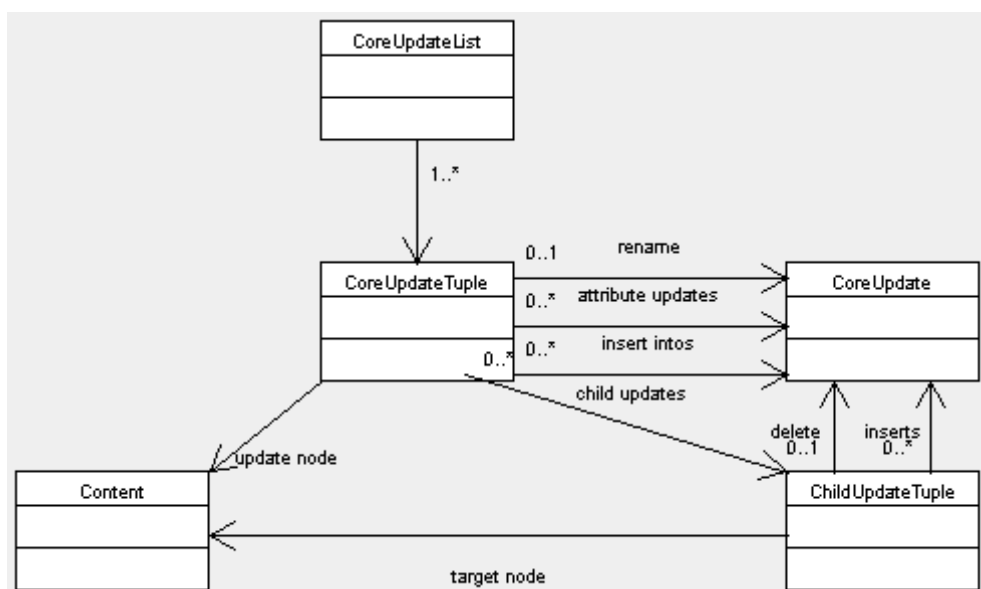 CoreUpdateList
1..*
0..1 rename
CoreUpdateTuple
CoreUpdate
0..* attribute updates
0..* insert intos
0..*
child updates
delete
0..1
inserts
0..*
update node
Content
ChildUpdateTuple
target node